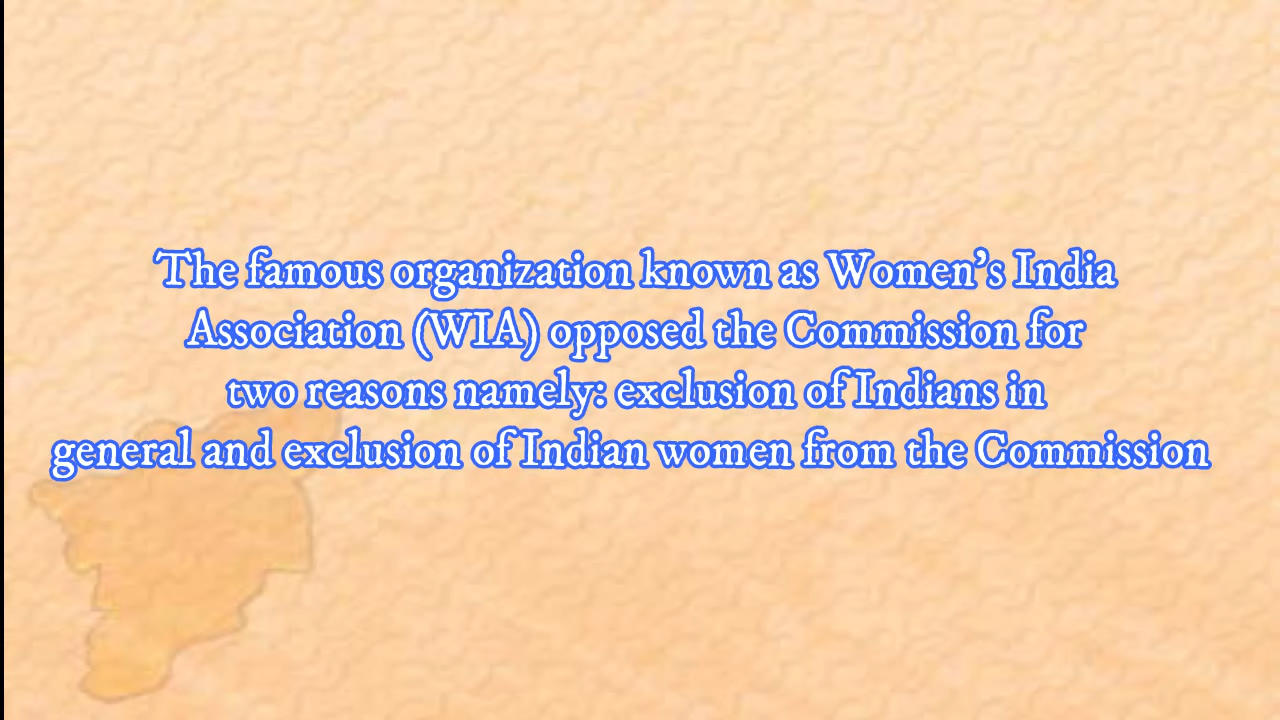 The famous organization known as Women's India
Association (WIA) opposed the Commission for
two reasons namely: exclusion of Indians in
general and exclusion of Indian women from the Commission